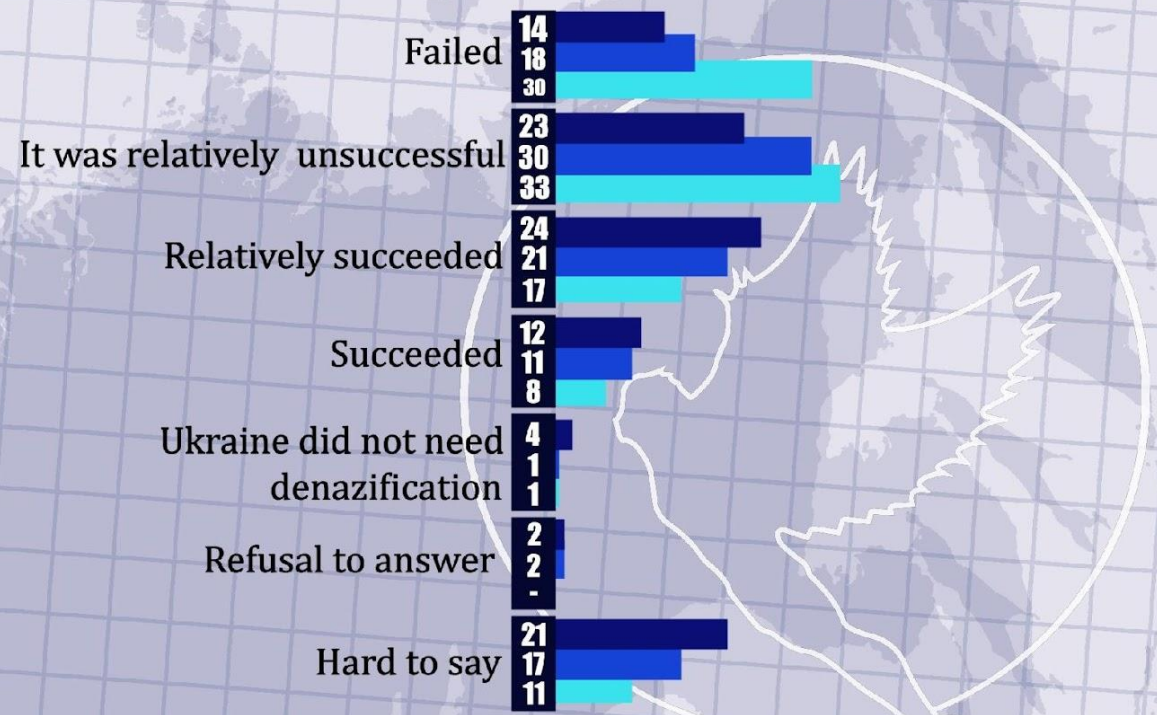 Failed
14
18
30
It was relatively unsuccessful
23
30
33
Relatively succeeded
24
21
17
Succeeded
12
11
8
Ukraine did not need
denazification
4
1
1
Refusal to answer
2
2
-
Hard to say
21
17
11